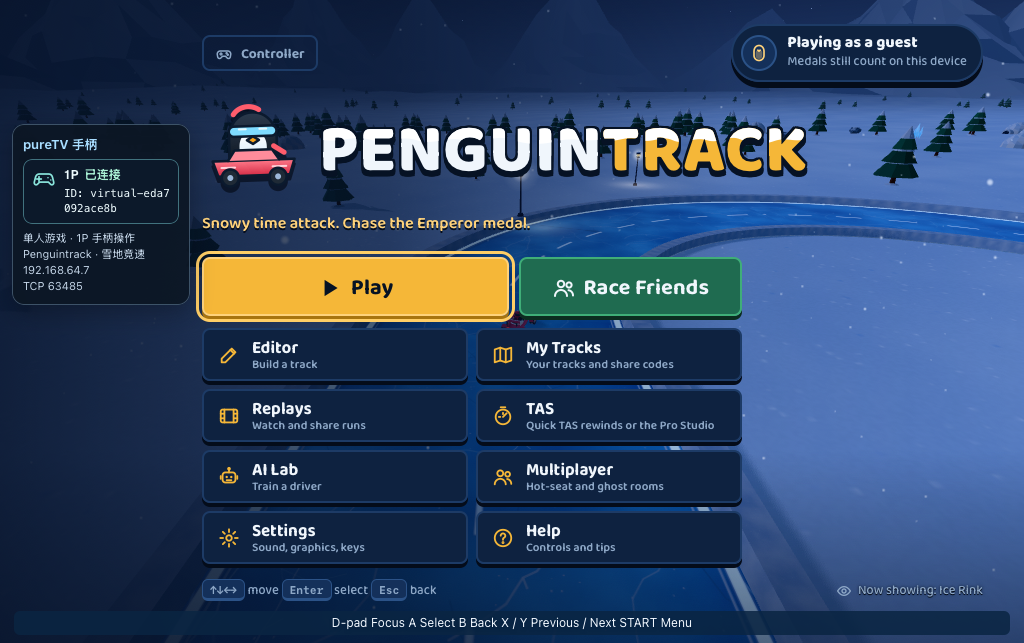 Controller
Playing as a guest
Medals still count on this device
pureTV 手柄
1P 已连接
ID: virtual-eda7
092ace8b
单人游戏 · 1P 手柄操作
Penguintrack · 雪地竞速
192.168.64.7
TCP 63485
PENGUINTRACK
Snowy time attack. Chase the Emperor medal.
Play
Race Friends
Editor
Build a track
My Tracks
Your tracks and share codes
Replays
Watch and share runs
TAS
Quick TAS rewinds or the Pro Studio
AI Lab
Train a driver
Multiplayer
Hot-seat and ghost rooms
Settings
Sound, graphics, keys
Help
Controls and tips
↑↓↔ move Enter select Esc back
Now showing: Ice Rink
D-pad Focus A Select B Back X / Y Previous / Next START Menu